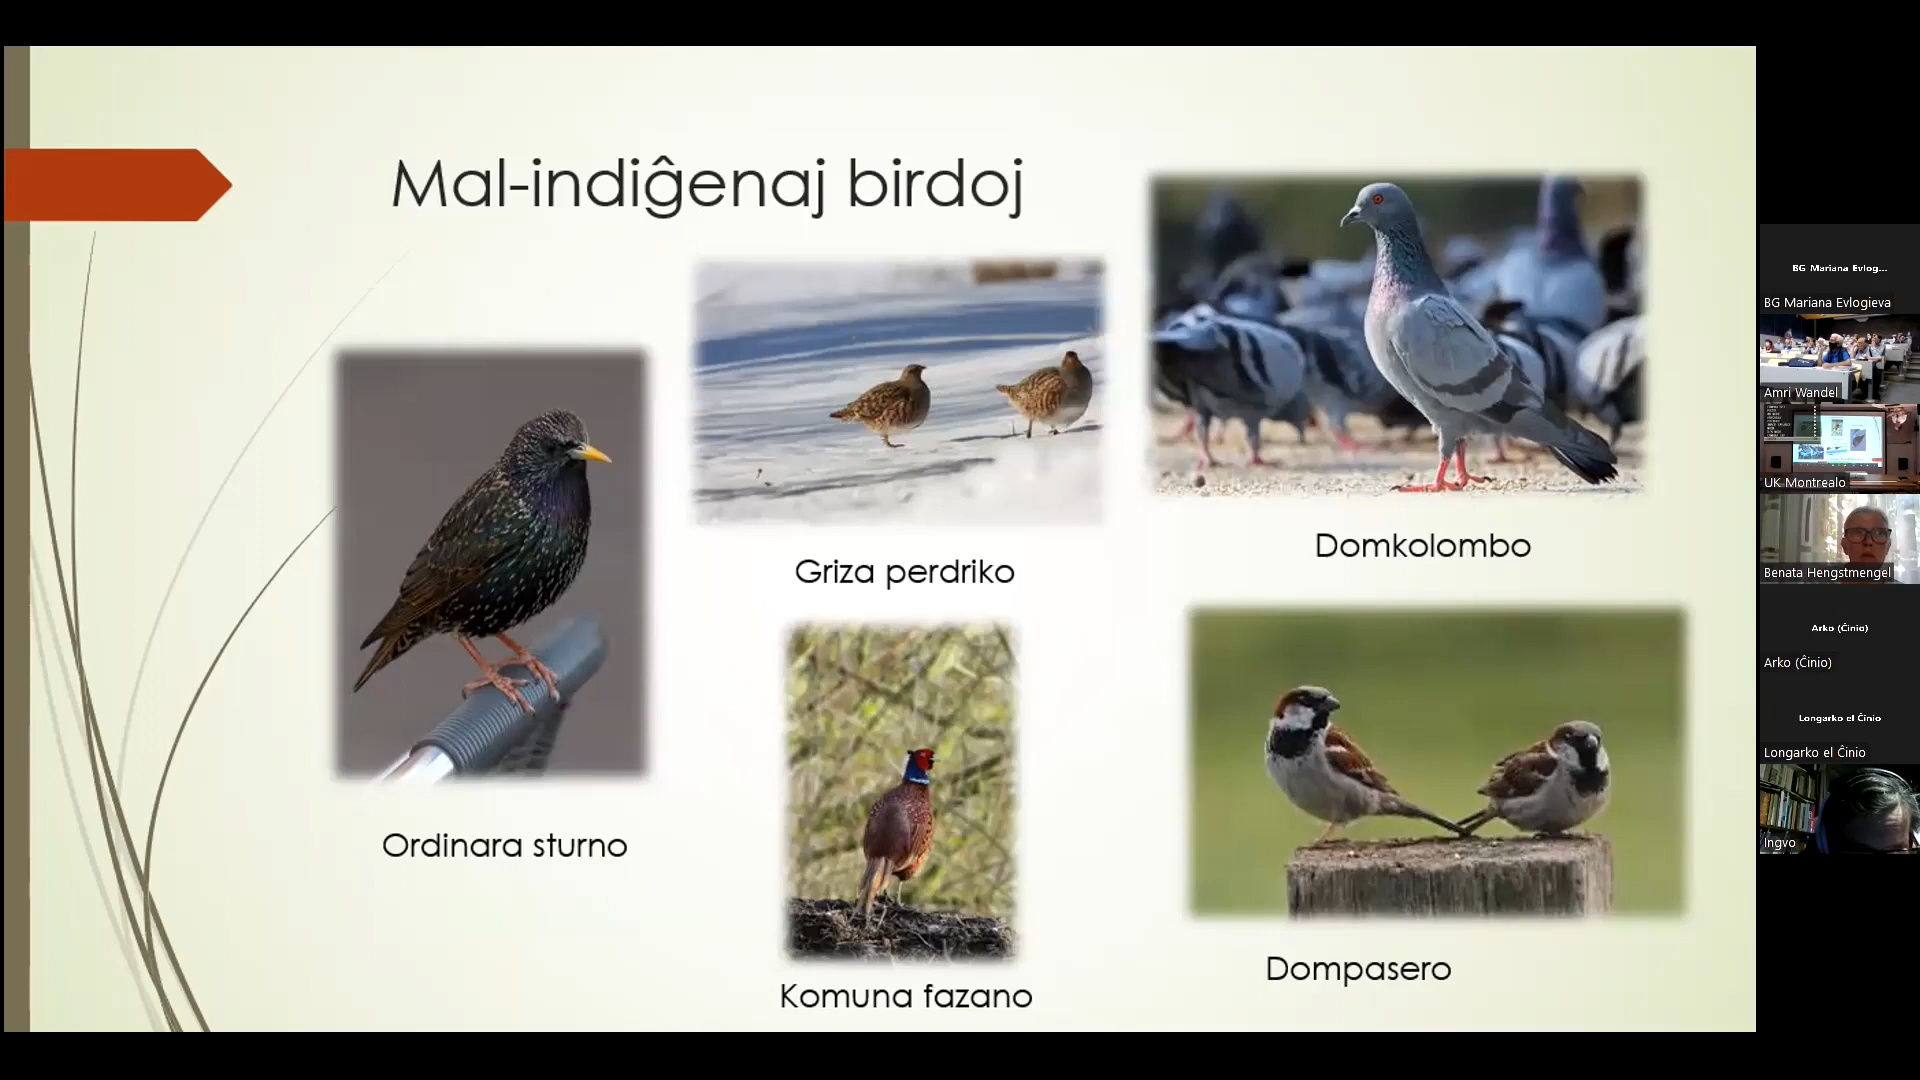 Mal-indiĝenaj birdoj
Griza perdriko
Domkolombo
Ordinara sturno
Komuna fazano
Dompasero
BG Mariana Evlog...
BG Mariana Evlogieva
Amri Wandel
UK Montrealo
Benata Hengstmengel
Arko (Ĉinio)
Arko (Ĉinio)
Longarko el Ĉinio
Longarko el Ĉinio
Ingvo